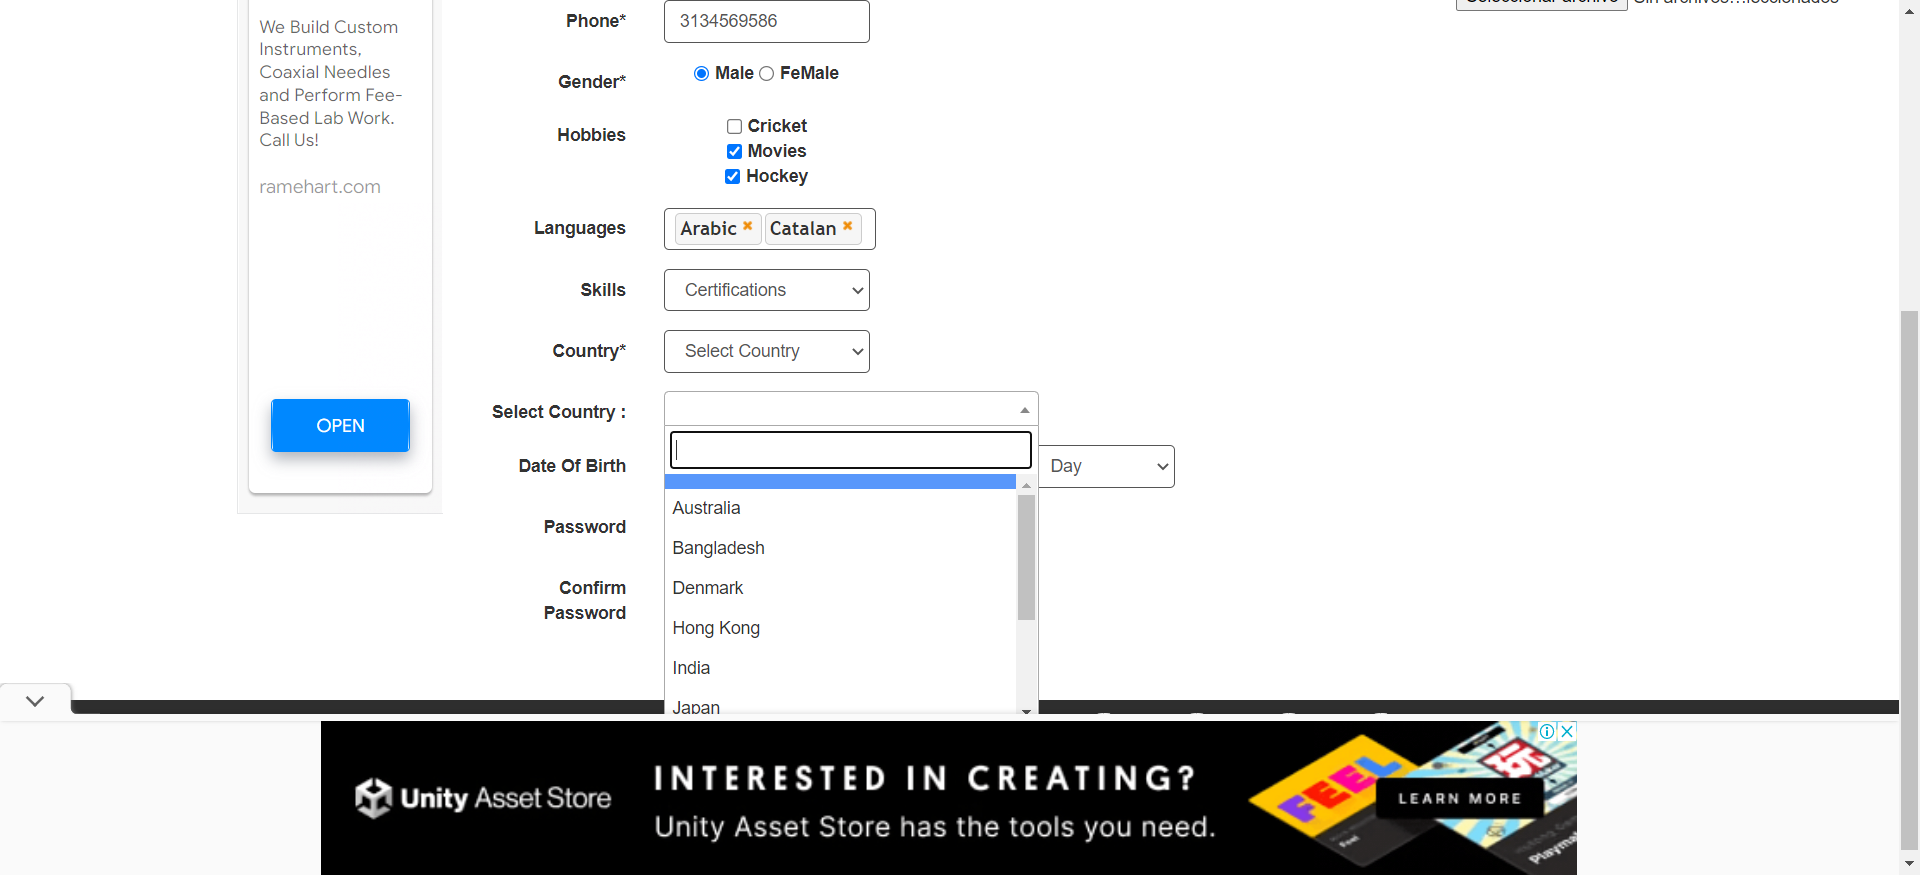 We Build Custom
Instruments,
Coaxial Needles
and Perform Fee-
Based Lab Work.
Call Us!
ramehart.com
OPEN
Phone*
3134569586
Gender*
Male FeMale
Hobbies
Cricket
Movies
Hockey
Languages
Arabic Catalan
Skills
Certifications
Country*
Select Country
Select Country :
Date Of Birth
Day
Password
Confirm
Password
Australia
Bangladesh
Denmark
Hong Kong
India
Japan
Unity Asset Store
INTERESTED IN CREATING?
Unity Asset Store has the tools you need.
FEEL
LEARN MORE
Feel